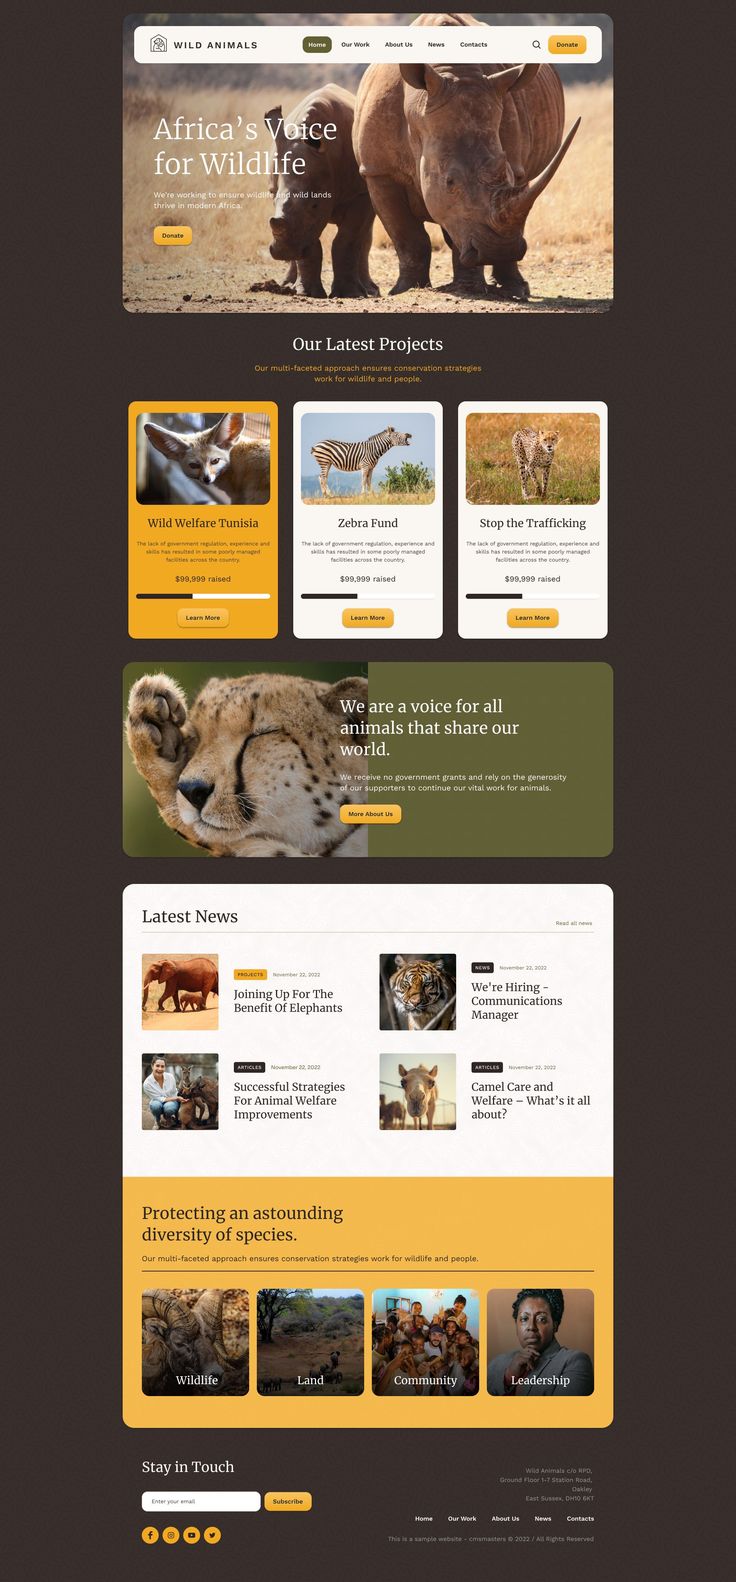 WILD ANIMALS
Home Our Work About Us News Contacts
Donate
Africa’s Voice
for Wildlife
We're working to ensure wildlife and wild lands
thrive in modern Africa.
Donate
Our Latest Projects
Our multi-faceted approach ensures conservation strategies
work for wildlife and people.
Wild Welfare Tunisia
The lack of government regulation, experience and
skills has resulted in some poorly managed
facilities across the country.
$99,999 raised
Learn More
Zebra Fund
The lack of government regulation, experience and
skills has resulted in some poorly managed
facilities across the country.
$99,999 raised
Learn More
Stop the Trafficking
The lack of government regulation, experience and
skills has resulted in some poorly managed
facilities across the country.
$99,999 raised
Learn More
We are a voice for all
animals that share our
world.
We receive no government grants and rely on the generosity
of our supporters to continue our vital work for animals.
More About Us
Latest News
Read all news
PROJECTS November 22, 2022
Joining Up For The
Benefit Of Elephants
NEWS November 22, 2022
We're Hiring -
Communications
Manager
ARTICLES November 22, 2022
Successful Strategies
For Animal Welfare
Improvements
ARTICLES November 22, 2022
Camel Care and
Welfare – What’s it all
about?
Protecting an astounding
diversity of species.
Our multi-faceted approach ensures conservation strategies work for wildlife and people.
Wildlife
Land
Community
Leadership
Stay in Touch
Enter your email
Subscribe
Wild Animals c/o RPD,
Ground Floor 1-7 Station Road,
Oakley
East Sussex, DH10 6KT
Home Our Work About Us News Contacts
This is a sample website - cmsmasters © 2022 / All Rights Reserved